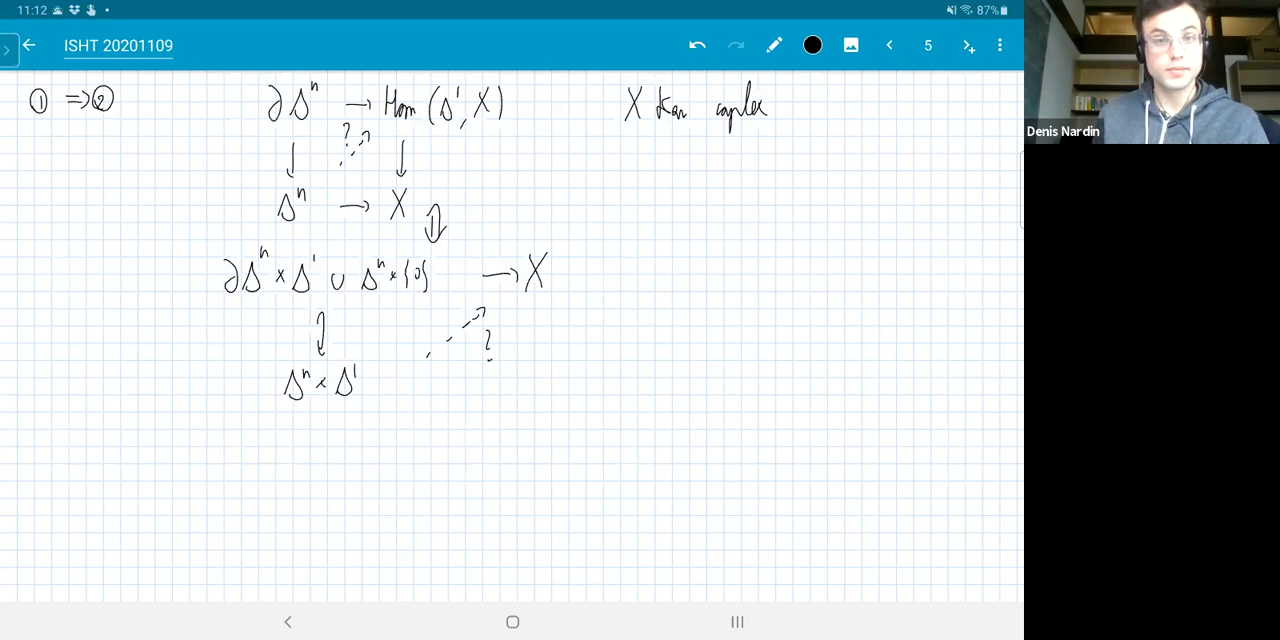 11:12 87%
ISHT 20201109 5
① ⇒ ② ∂Δⁿ → Hom (Δ¹, X) X Kan complex
?
Δⁿ → X
∂Δⁿ × Δ¹ ∪ Δⁿ × {0} → X
?
Δⁿ × Δ¹
Denis Nardin